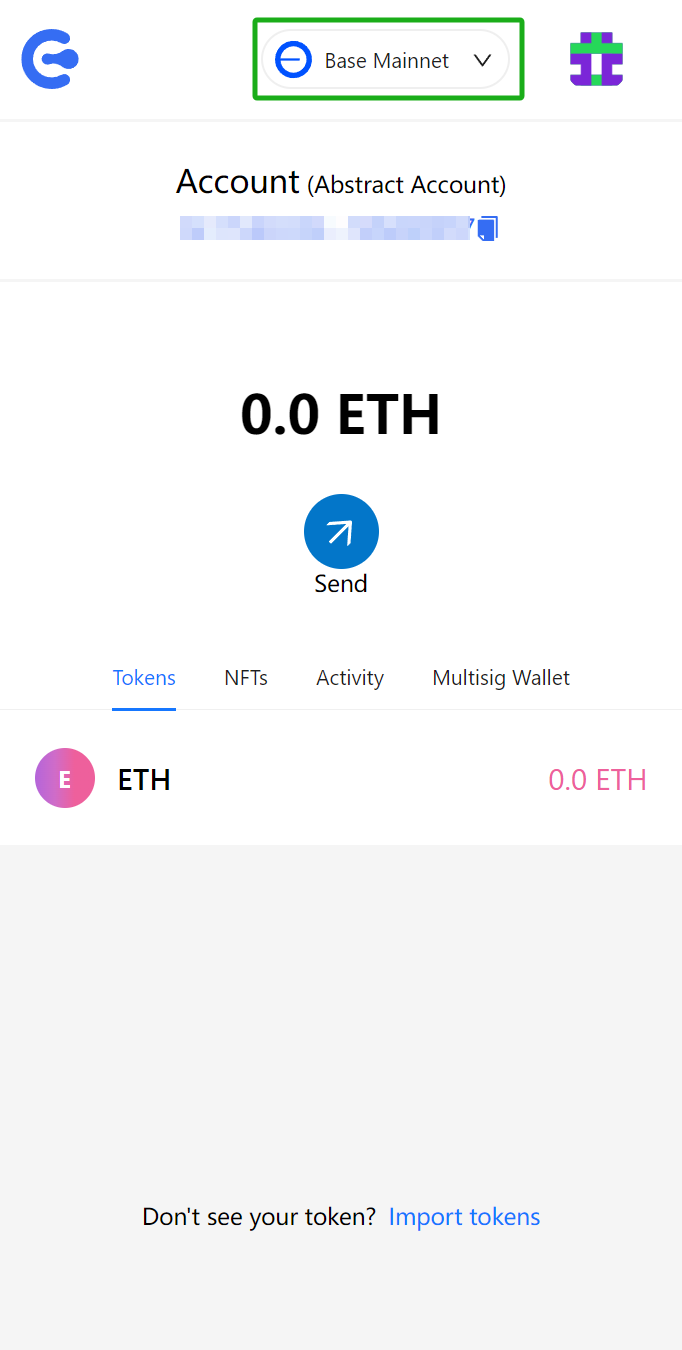 Base Mainnet
Account (Abstract Account)
0.0 ETH
Send
Tokens NFTs Activity Multisig Wallet
E ETH 0.0 ETH
Don't see your token? Import tokens